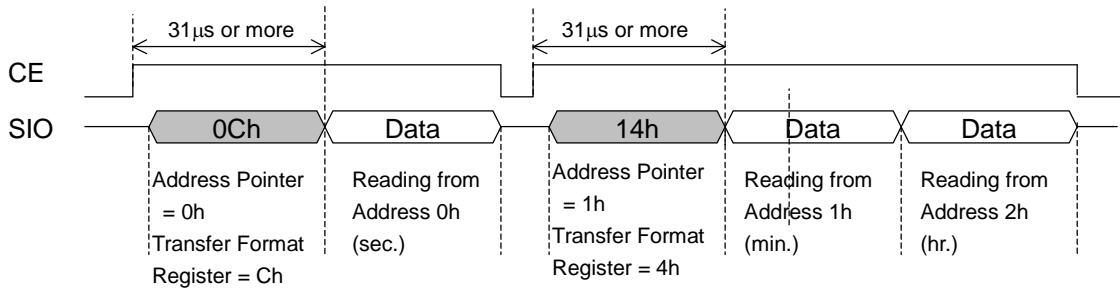 31μs or more 31μs or more
CE
SIO 0Ch Data 14h Data Data
Address Pointer
= 0h
Transfer Format
Register = Ch
Reading from
Address 0h
(sec.)
Address Pointer
= 1h
Transfer Format
Register = 4h
Reading from
Address 1h
(min.)
Reading from
Address 2h
(hr.)